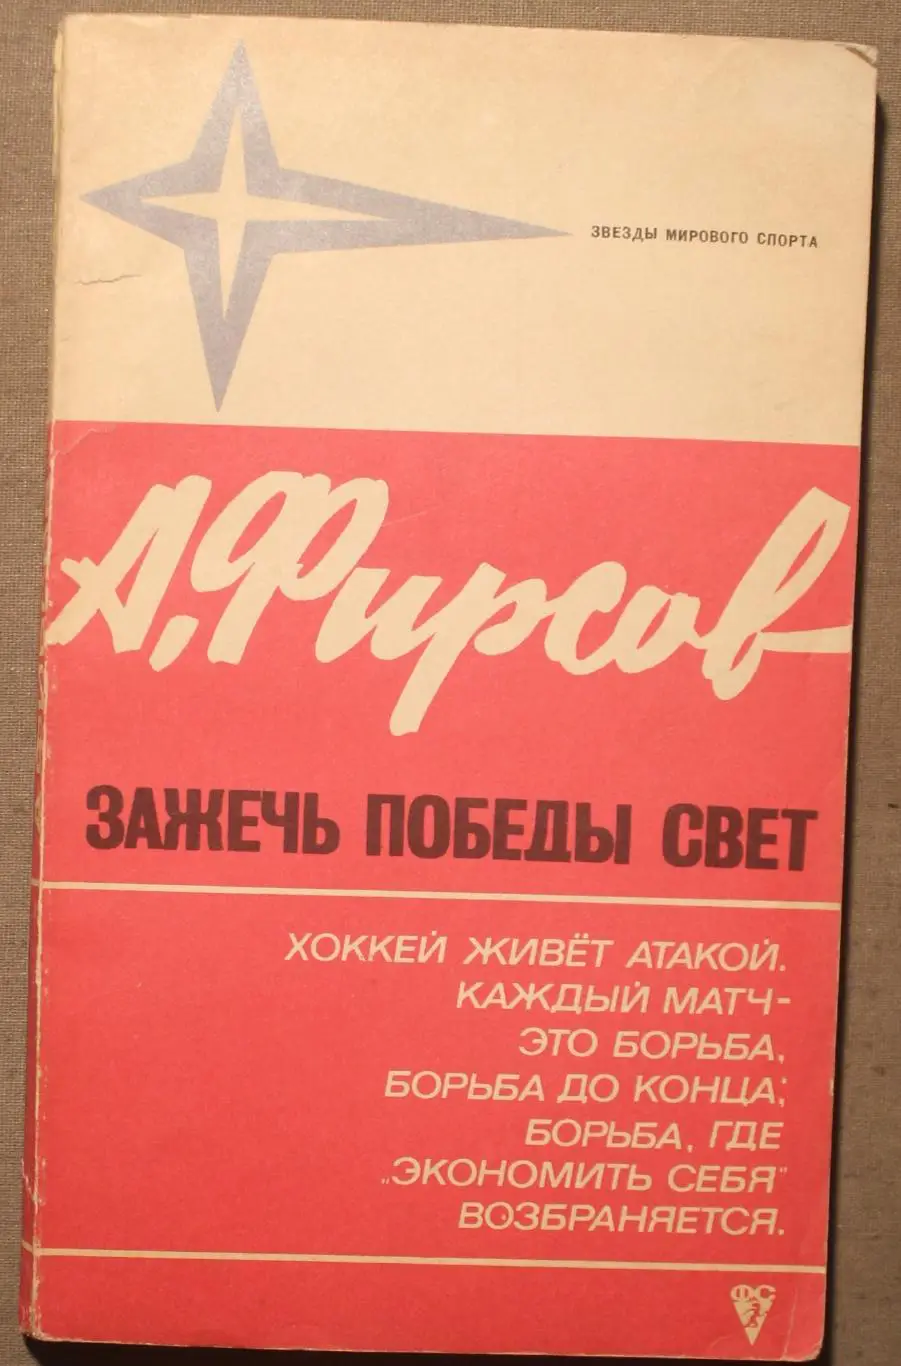 ЗВЕЗДЫ МИРОВОГО СПОРТА
А. Фирсов
ЗАЖЕЧЬ ПОБЕДЫ СВЕТ
ХОККЕЙ ЖИВЁТ АТАКОЙ.
КАЖДЫЙ МАТЧ-
ЭТО БОРЬБА,
БОРЬБА ДО КОНЦА;
БОРЬБА, ГДЕ
„ЭКОНОМИТЬ СЕБЯ"
ВОЗБРАНЯЕТСЯ.
ФС